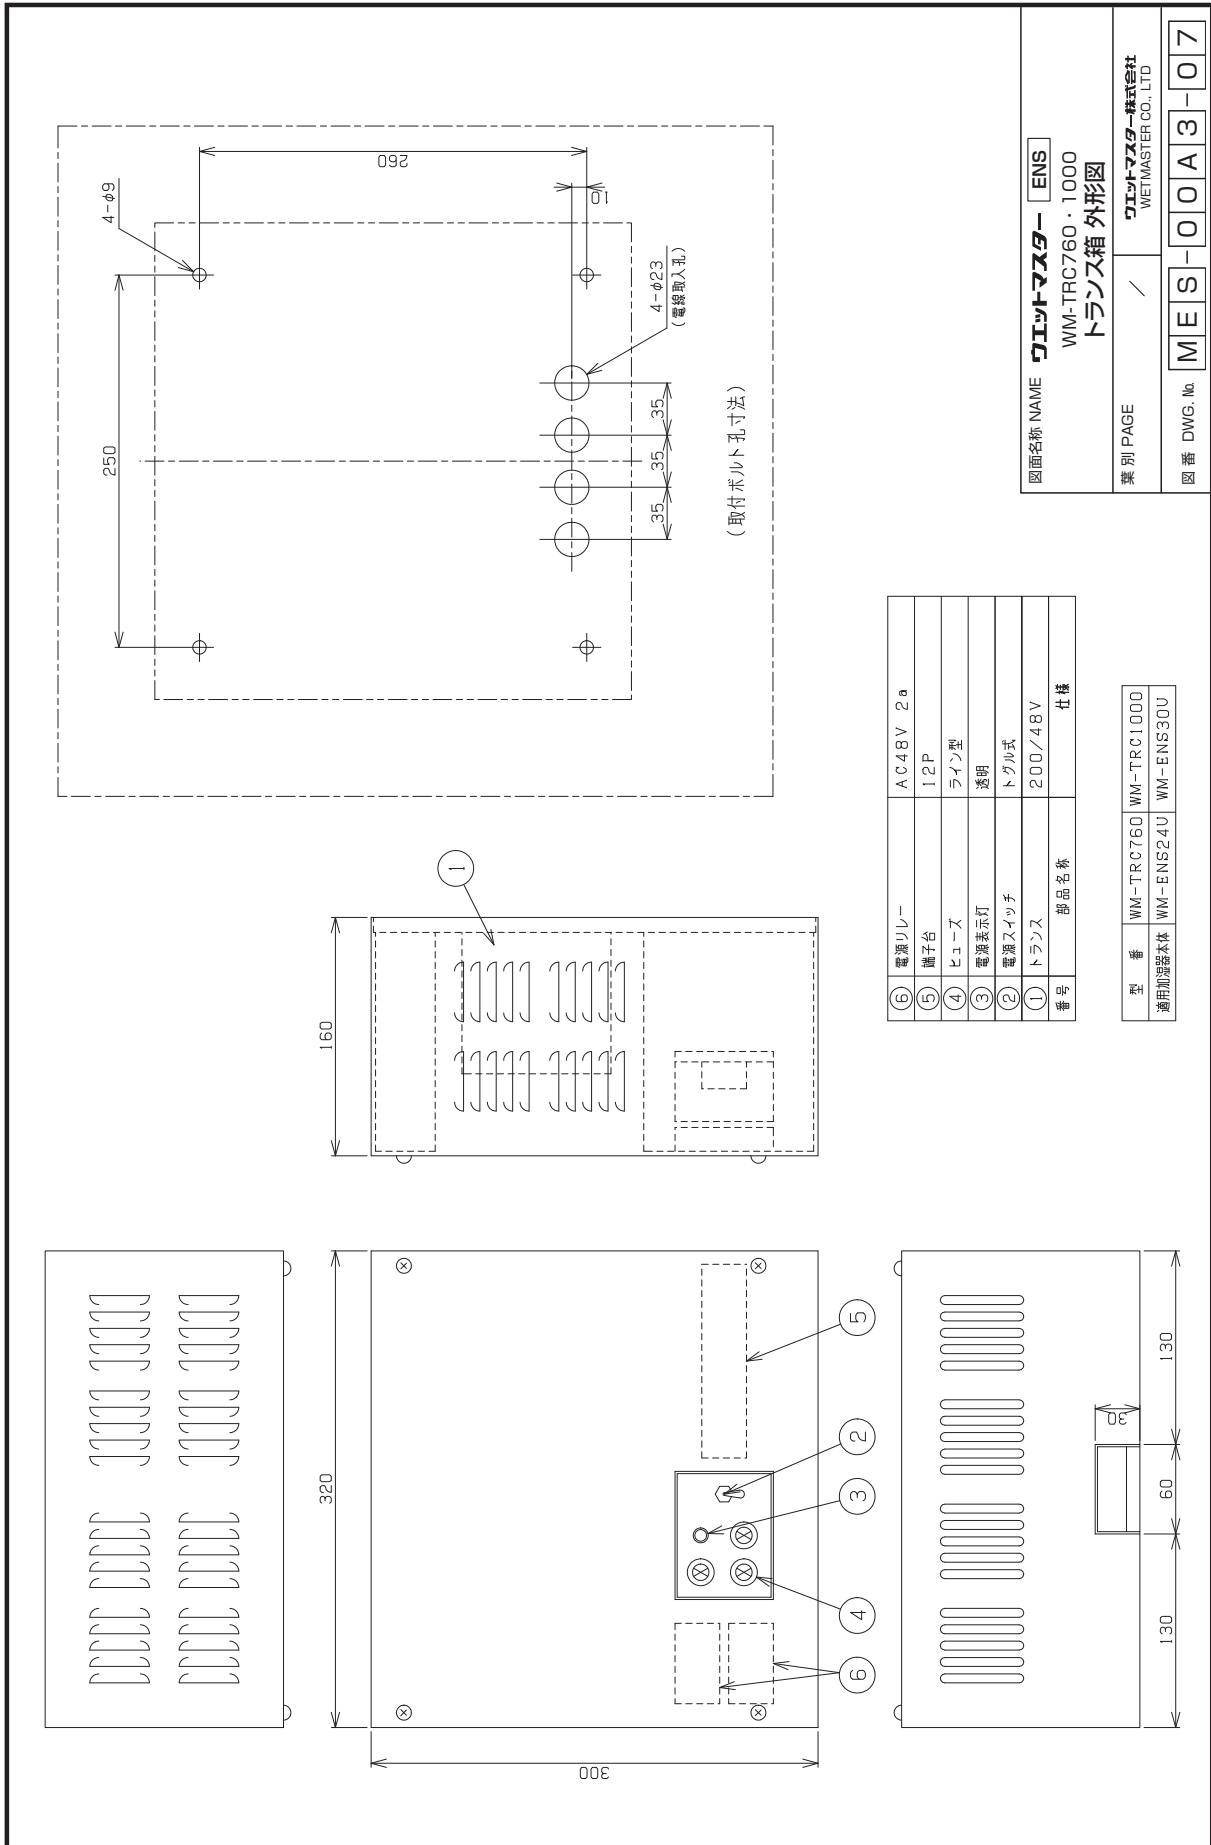 320
300
⑥
④
③
②
⑤
130
60
130
30
160
①
250
4-φ9
260
10
4-φ23
(電線取入孔)
35
35
35
(取付ボルト孔寸法)
⑥ 電源リレー AC48V 2a
⑤ 端子台 12P
④ ヒューズ ライン型
③ 電源表示灯 透明
② 電源スイッチ トグル式
① トランス 200/48V
番号 部品名称 仕様
型 番 WM-TRC760 WM-TRC1000
適用加湿器本体 WM-ENS24U WM-ENS30U
図面名称 NAME ウエットマスター ENS
WM-TRC760・1000
トランス箱 外形図
葉別 PAGE /
ウエットマスター株式会社
WETMASTER CO., LTD
図番 DWG. № MES-00A3-07